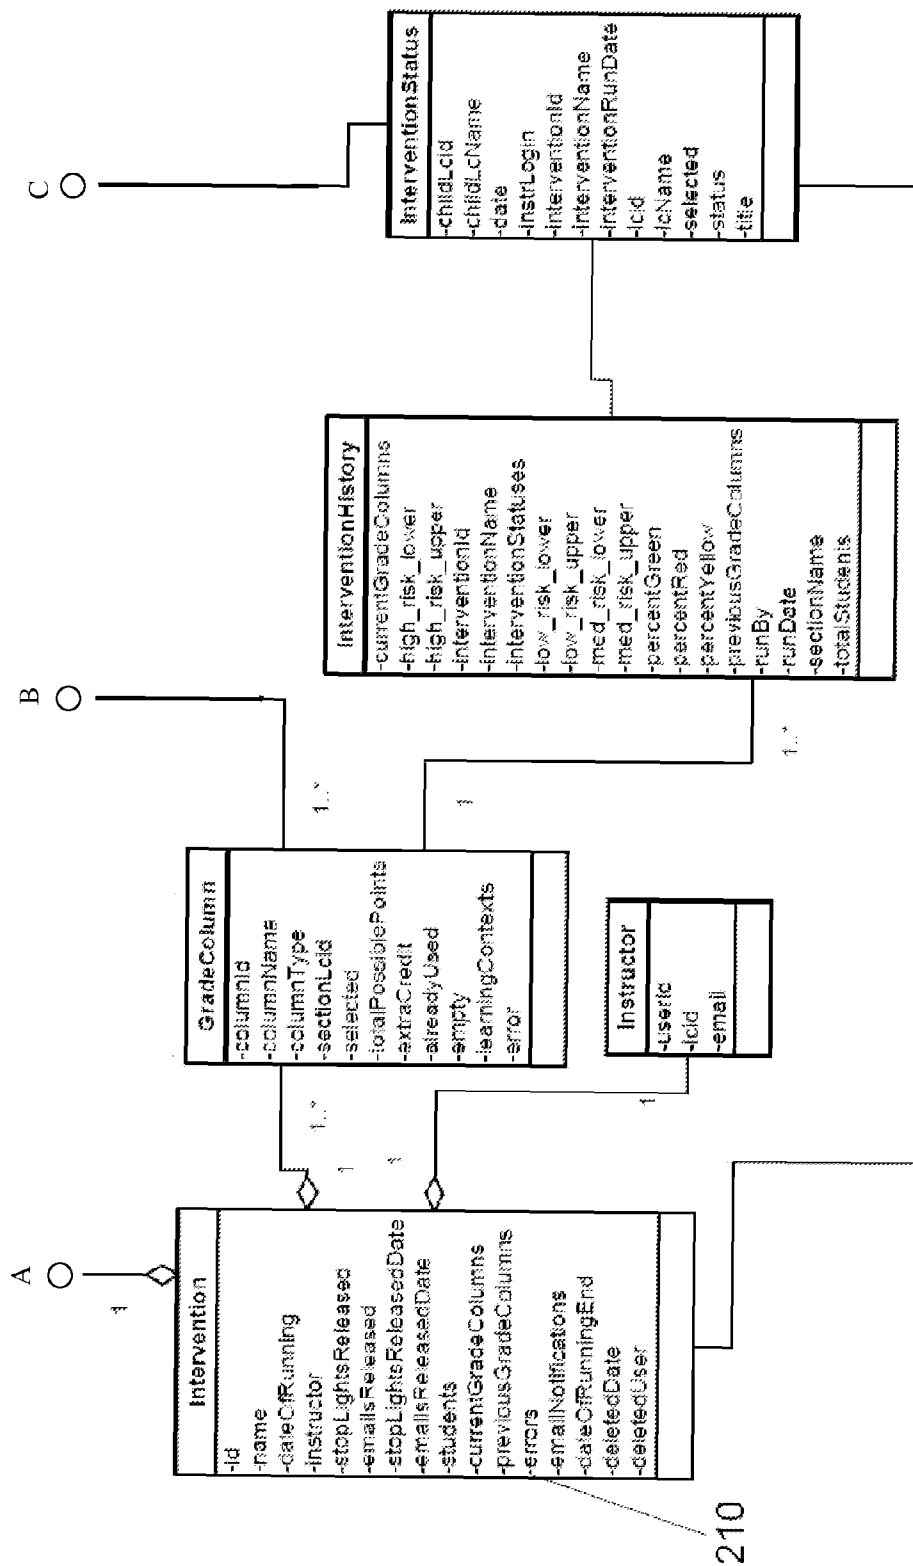 A
1
Intervention
-id
-name
-dateOfRunning
-instructor
-stopLightsReleased
-emailsReleased
-stopLightsReleasedDate
-emailsReleasedDate
-students
-currentGradeColumns
-previousGradeColumns
-errors
-emailNotifications
-dateOfRunningEnd
-deletedDate
-deletedUser
210
1..*
1
1
1
B
1..*
GradeColumn
-columnId
-columnName
-columnType
-sectionLcid
-selected
-totalPossiblePoints
-extraCredit
-alreadyUsed
-empty
-learningContexts
-error
Instructor
-userid
-lcid
-email
1
1..*
InterventionHistory
-currentGradeColumns
-high_risk_lower
-high_risk_upper
-interventionId
-interventionName
-interventionStatuses
-low_risk_lower
-low_risk_upper
-med_risk_lower
-med_risk_upper
-percentGreen
-percentRed
-percentYellow
-previousGradeColumns
-runBy
-runDate
-sectionName
-totalStudents
C
InterventionStatus
-childLcid
-childLcName
-date
-instrLogin
-interventionId
-interventionName
-interventionRunDate
-lcid
-lcName
-selected
-status
-title